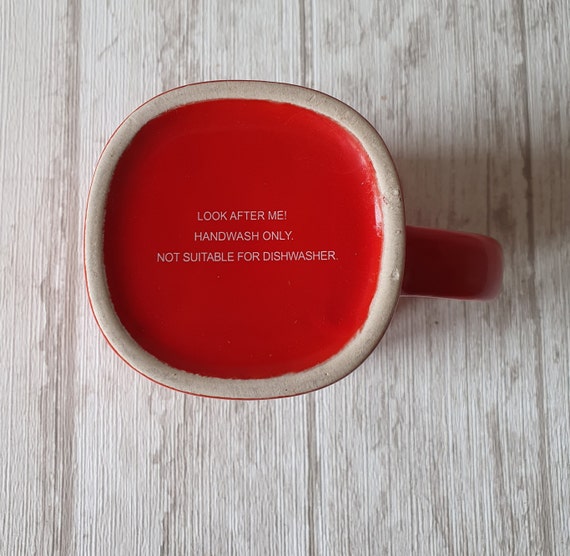 LOOK AFTER ME!
HANDWASH ONLY.
NOT SUITABLE FOR DISHWASHER.